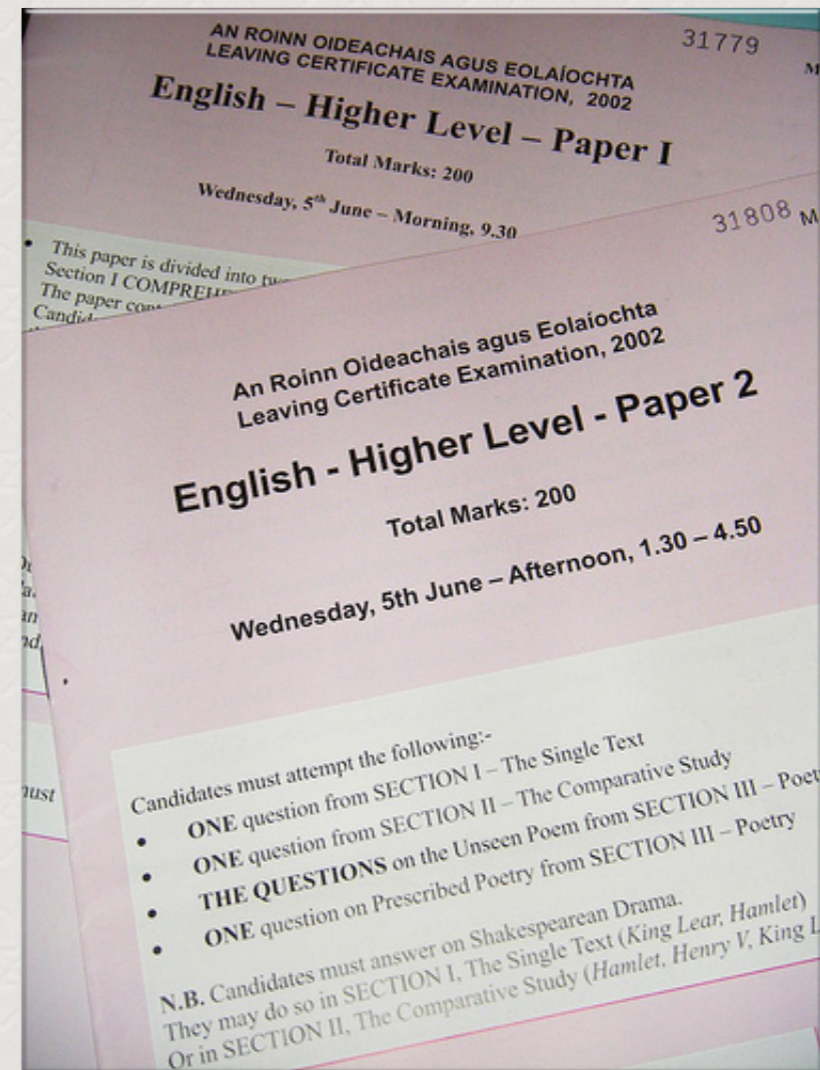 AN ROINN OIDEACHAIS AGUS EOLAÍOCHTA
31779
LEAVING CERTIFICATE EXAMINATION, 2002
M
English – Higher Level – Paper I
Total Marks: 200
Wednesday, 5th June – Morning, 9.30
• This paper is divided into
Section I
The paper
31808 M
An Roinn Oideachais agus Eolaíochta
Leaving Certificate Examination, 2002
English - Higher Level - Paper 2
Total Marks: 200
Wednesday, 5th June – Afternoon, 1.30 – 4.50
Candidates must attempt the following:-
• ONE question from SECTION I – The Single Text
• ONE question from SECTION II – The Comparative Study
• THE QUESTIONS on the Unseen Poem from SECTION III –
• ONE question on Prescribed Poetry from SECTION III – Poetry
N.B. Candidates must answer on Shakespearean Drama.
They may do so in SECTION I, The Single Text (King Lear, Hamlet)
Or in SECTION II, The Comparative Study (Hamlet, Henry V, King